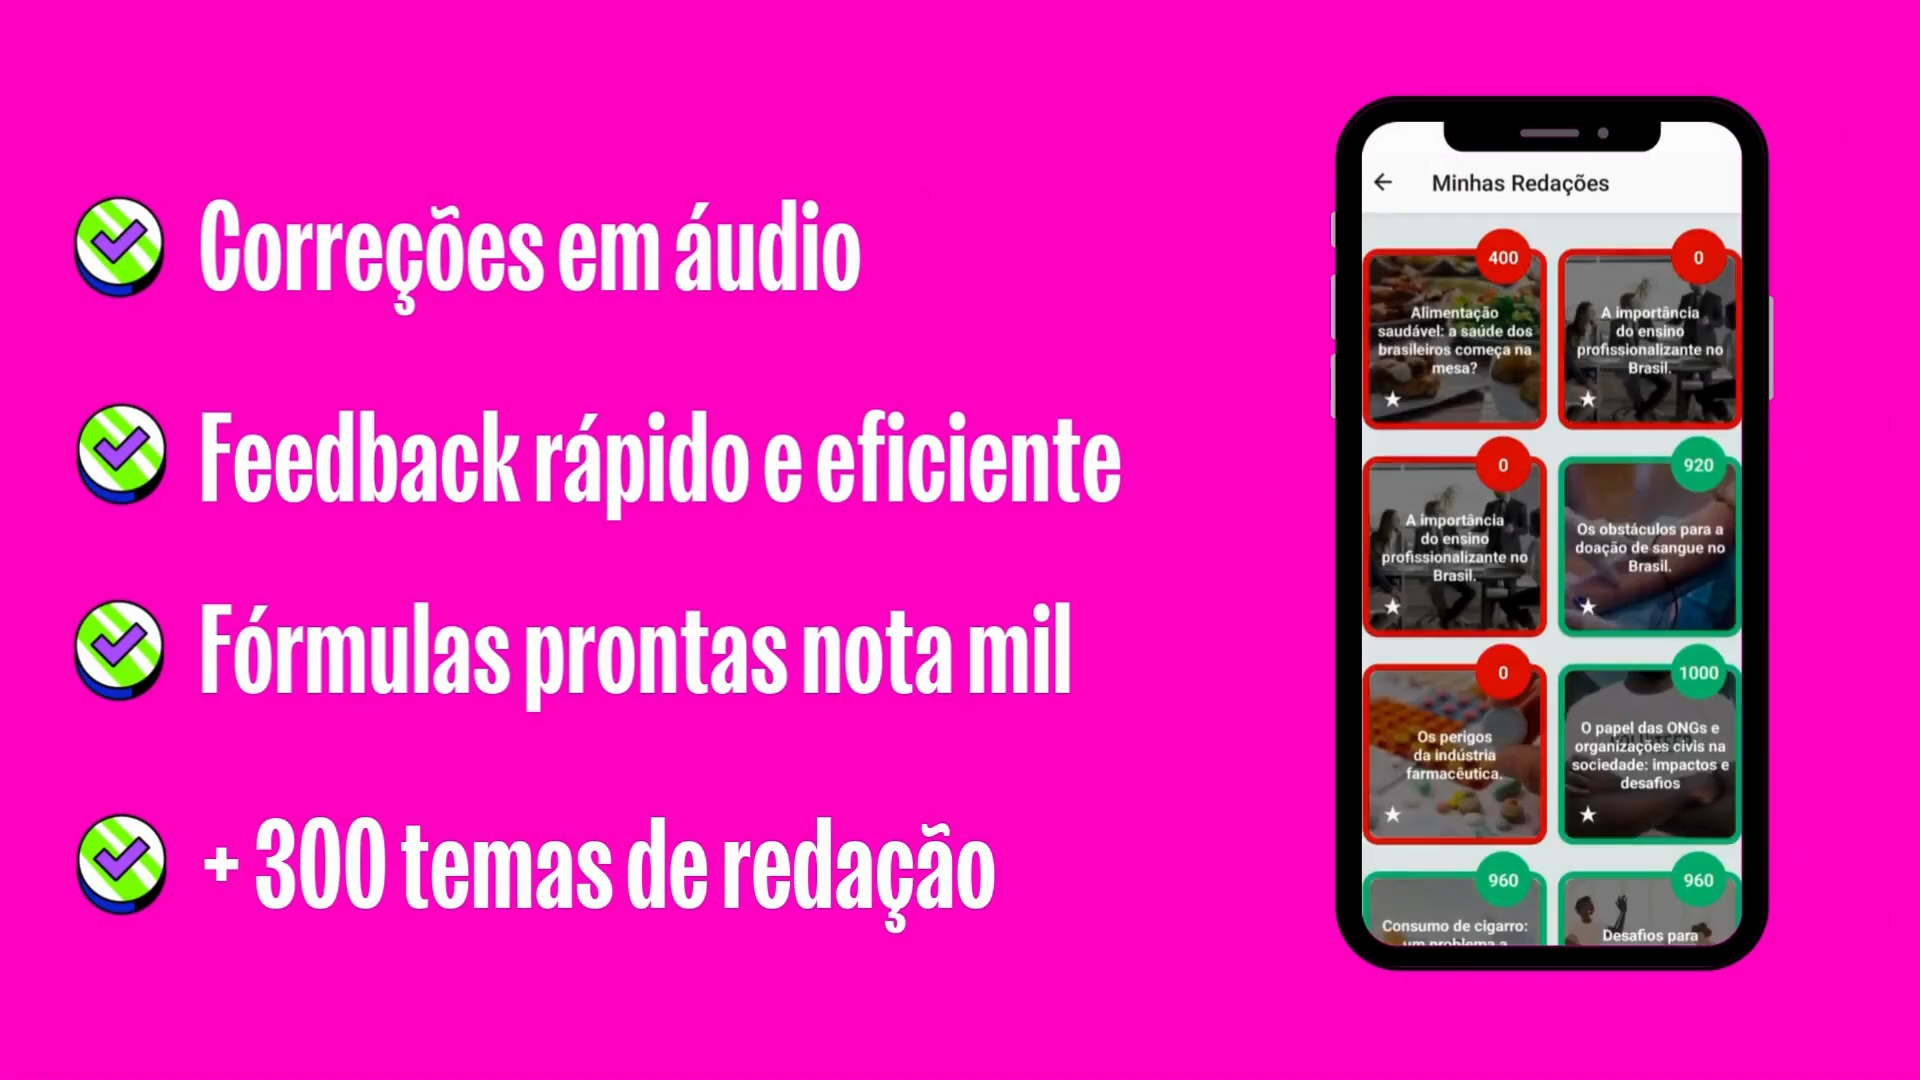 Correções em áudio
Feedback rápido e eficiente
Fórmulas prontas nota mil
+ 300 temas de redação
Minhas Redações
400
Alimentação
saudável: a saúde dos
brasileiros começa na
mesa?
0
A importância
do ensino
profissionalizante no
Brasil.
0
A importância
do ensino
profissionalizante no
Brasil.
920
Os obstáculos para a
doação de sangue no
Brasil.
0
Os perigos
da indústria
farmacêutica.
1000
O papel das ONGs e
organizações civis na
sociedade: impactos e
desafios
960
Consumo de cigarro:
um problema a
960
Desafios para